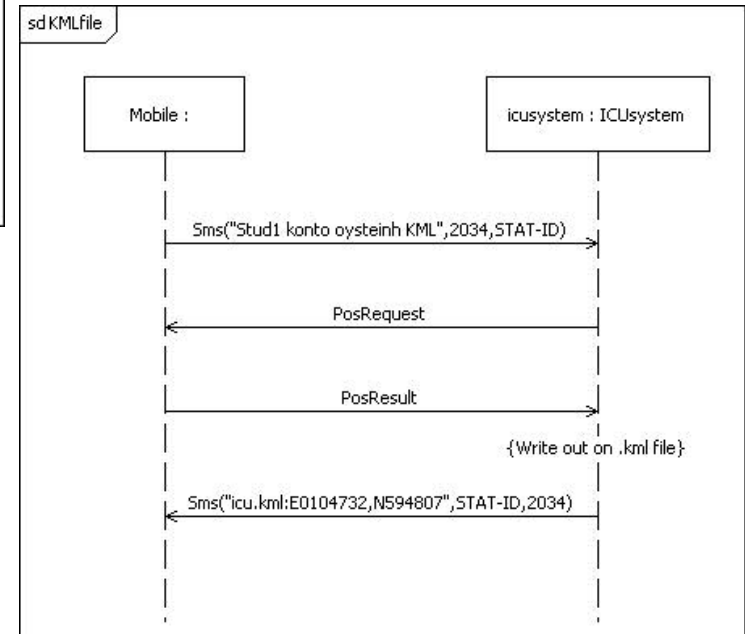 sd KMLfile
Mobile :
icusystem : ICUsystem
Sms("Stud1 konto oysteinh KML",2034,STAT-ID)
PosRequest
PosResult
{Write out on .kml file}
Sms("icu.kml:E0104732,N594807",STAT-ID,2034)